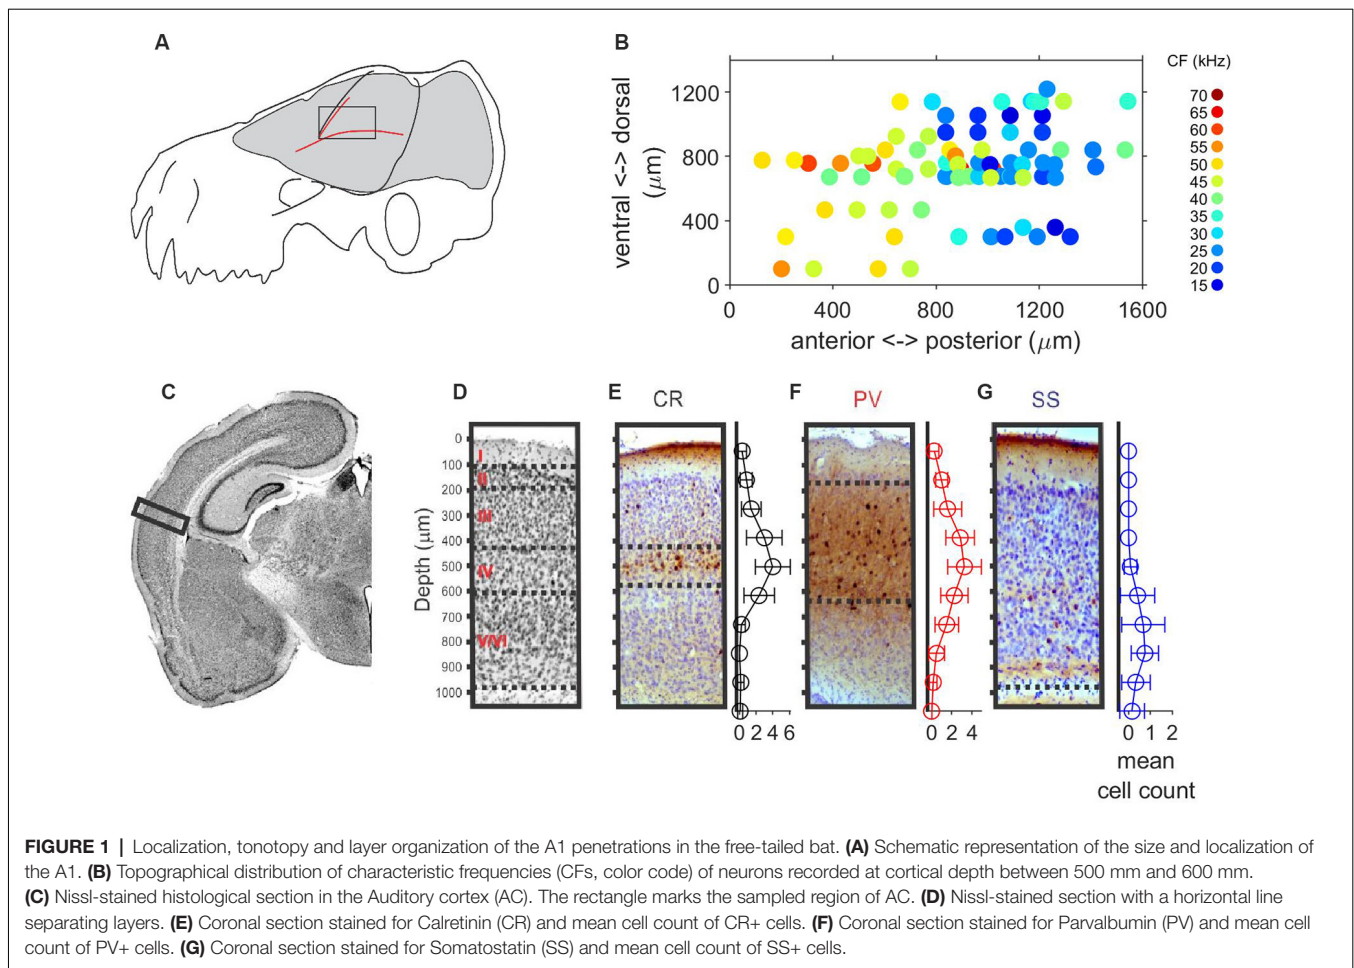 A
B
CF (kHz)
ventral <-> dorsal
(μm)
1200
800
400
0
0
400
800
1200
1600
anterior <-> posterior (μm)
70
65
60
55
50
45
40
35
30
25
20
15
C
D
E
CR
F
PV
G
SS
Depth (μm)
0
100
200
300
400
500
600
700
800
900
1000
I
II
III
IV
V/VI
0 2 4 6
0 2 4
0 1 2
mean
cell count
FIGURE 1 | Localization, tonotopy and layer organization of the A1 penetrations in the free-tailed bat. (A) Schematic representation of the size and localization of
the A1. (B) Topographical distribution of characteristic frequencies (CFs, color code) of neurons recorded at cortical depth between 500 mm and 600 mm.
(C) Nissl-stained histological section in the Auditory cortex (AC). The rectangle marks the sampled region of AC. (D) Nissl-stained section with a horizontal line
separating layers. (E) Coronal section stained for Calretinin (CR) and mean cell count of CR+ cells. (F) Coronal section stained for Parvalbumin (PV) and mean cell
count of PV+ cells. (G) Coronal section stained for Somatostatin (SS) and mean cell count of SS+ cells.